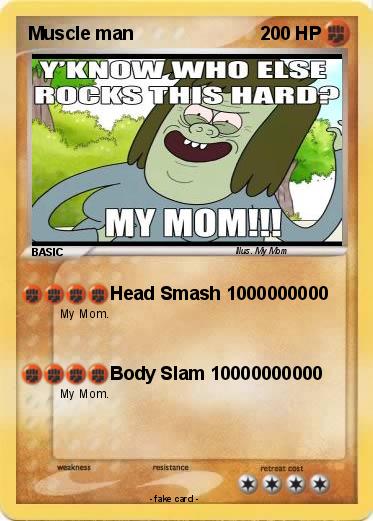 Muscle man 200 HP
Y'KNOW WHO ELSE
ROCKS THIS HARD?
MY MOM!!!
BASIC Illus. My Mom
Head Smash 1000000000
My Mom.
Body Slam 10000000000
My Mom.
weakness resistance retreat cost
- fake card -